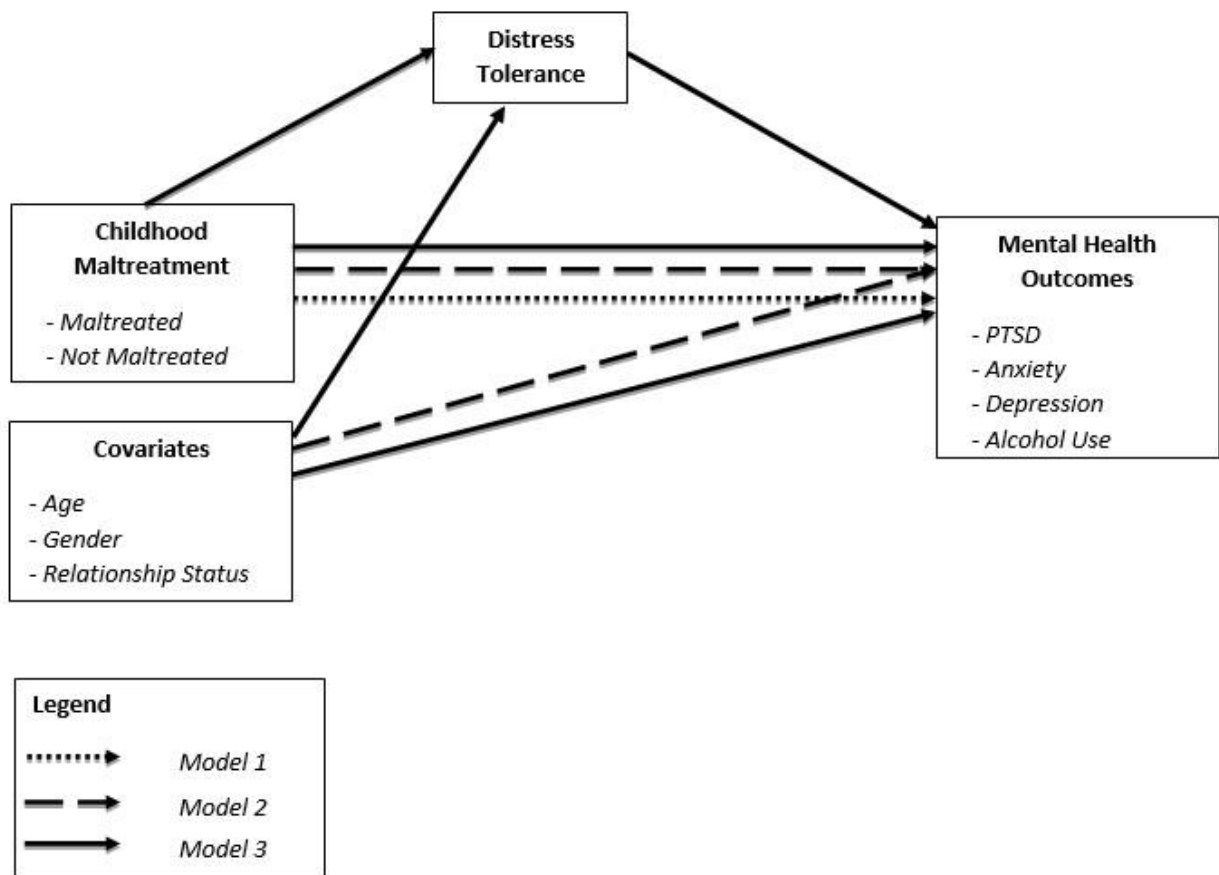 Distress
Tolerance
Childhood
Maltreatment
- Maltreated
- Not Maltreated
Mental Health
Outcomes
- PTSD
- Anxiety
- Depression
- Alcohol Use
Covariates
- Age
- Gender
- Relationship Status
Legend
Model 1
Model 2
Model 3